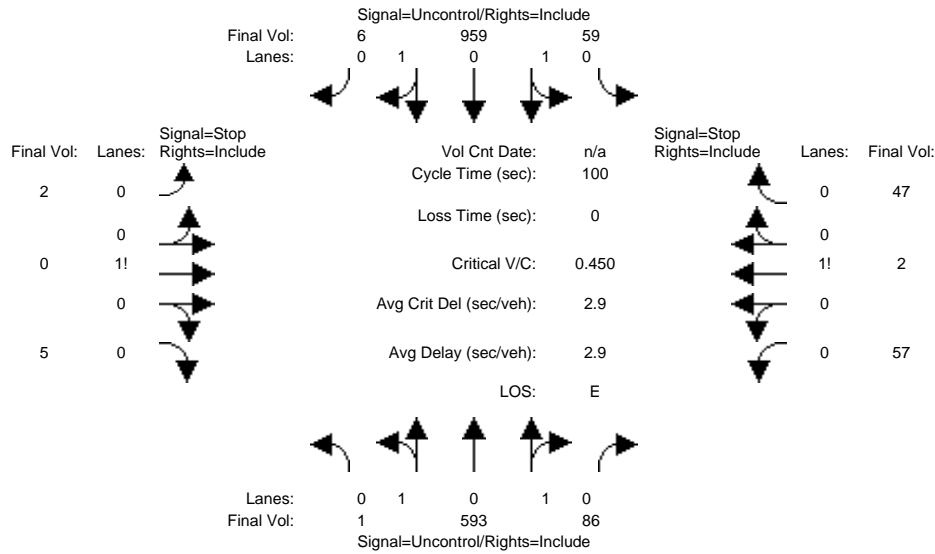 Signal=Uncontrol/Rights=Include
Final Vol: 6 959 59
Lanes: 0 1 0 1 0
Signal=Stop
Final Vol: Lanes: Rights=Include
Vol Cnt Date: n/a
Signal=Stop
Rights=Include Lanes: Final Vol:
Cycle Time (sec): 100
2 0
0 47
Loss Time (sec): 0
0
0
0 1!
Critical V/C: 0.450
1! 2
0
Avg Crit Del (sec/veh): 2.9
0
5 0
Avg Delay (sec/veh): 2.9
0 57
LOS: E
Lanes: 0 1 0 1 0
Final Vol: 1 593 86
Signal=Uncontrol/Rights=Include